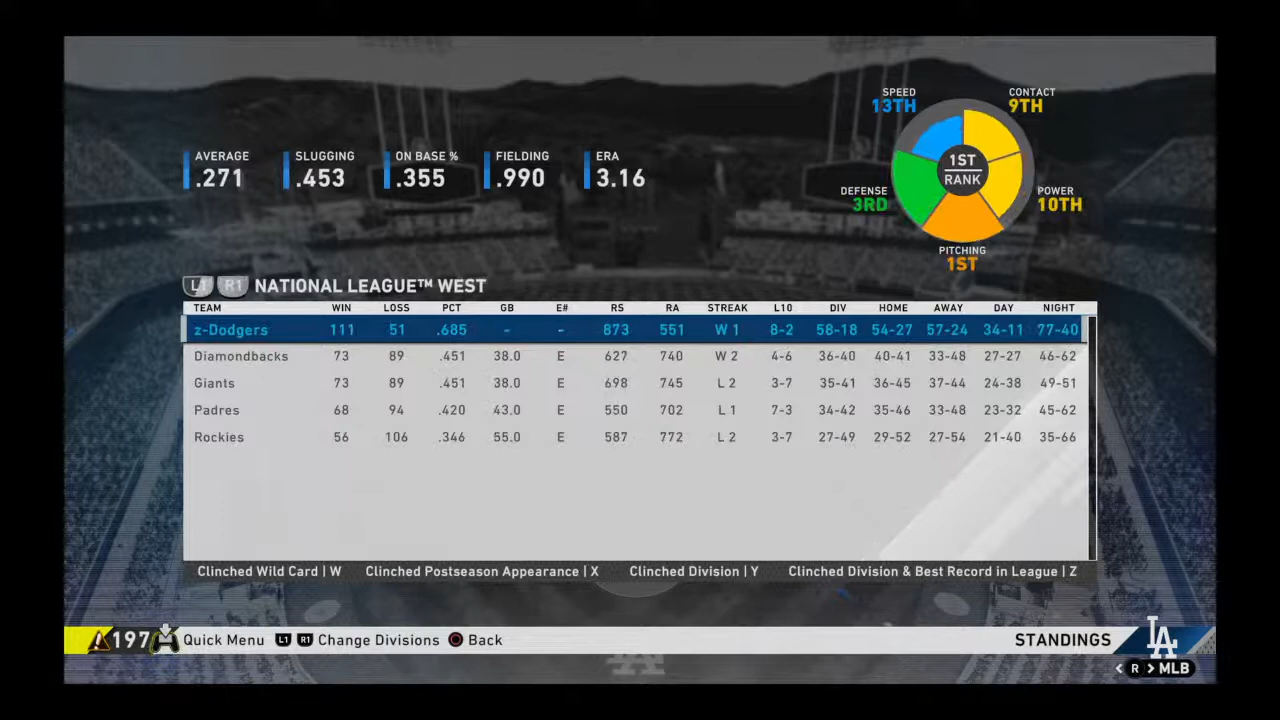 SPEED
13TH
CONTACT
9TH
AVERAGE
.271
SLUGGING
.453
ON BASE %
.355
FIELDING
.990
ERA
3.16
1ST
RANK
DEFENSE
3RD
POWER
10TH
PITCHING
1ST
L1 R1 NATIONAL LEAGUE™ WEST
TEAM WIN LOSS PCT GB E# RS RA STREAK L10 DIV HOME AWAY DAY NIGHT
z-Dodgers 111 51 .685 - - 873 551 W 1 8-2 58-18 54-27 57-24 34-11 77-40
Diamondbacks 73 89 .451 38.0 E 627 740 W 2 4-6 36-40 40-41 33-48 27-27 46-62
Giants 73 89 .451 38.0 E 698 745 L 2 3-7 35-41 36-45 37-44 24-38 49-51
Padres 68 94 .420 43.0 E 550 702 L 1 7-3 34-42 35-46 33-48 23-32 45-62
Rockies 56 106 .346 55.0 E 587 772 L 2 3-7 27-49 29-52 27-54 21-40 35-66
Clinched Wild Card | W Clinched Postseason Appearance | X Clinched Division | Y Clinched Division & Best Record in League | Z
197 Quick Menu L1 R1 Change Divisions Back STANDINGS LA
< R > MLB